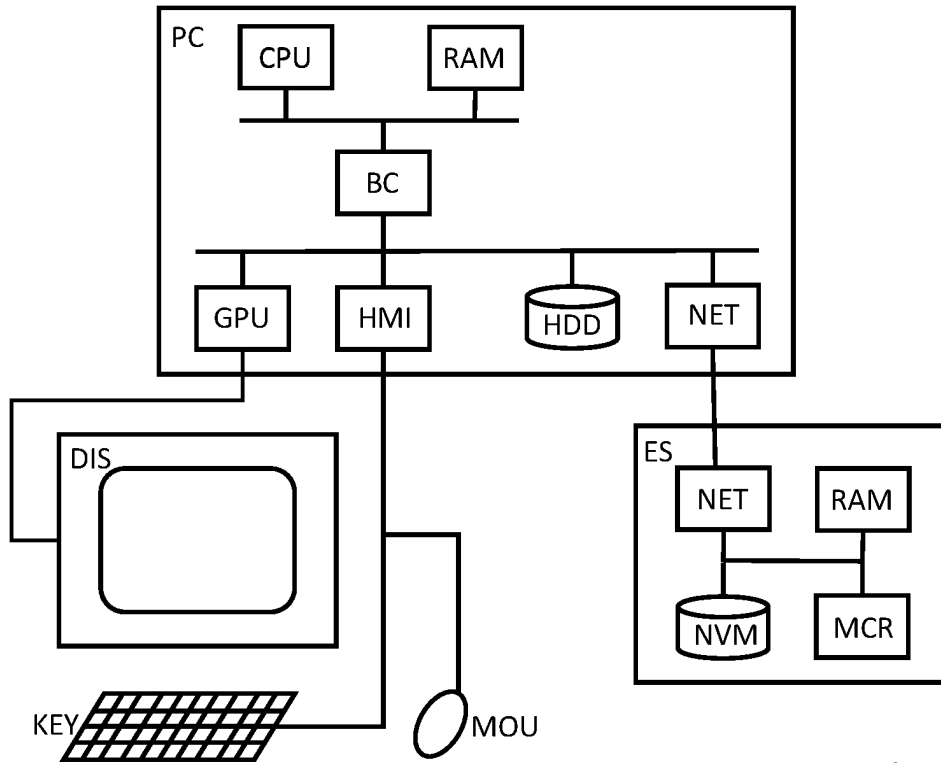 PC
CPU
RAM
BC
GPU
HMI
HDD
NET
DIS
ES
NET
RAM
NVM
MCR
KEY
MOU